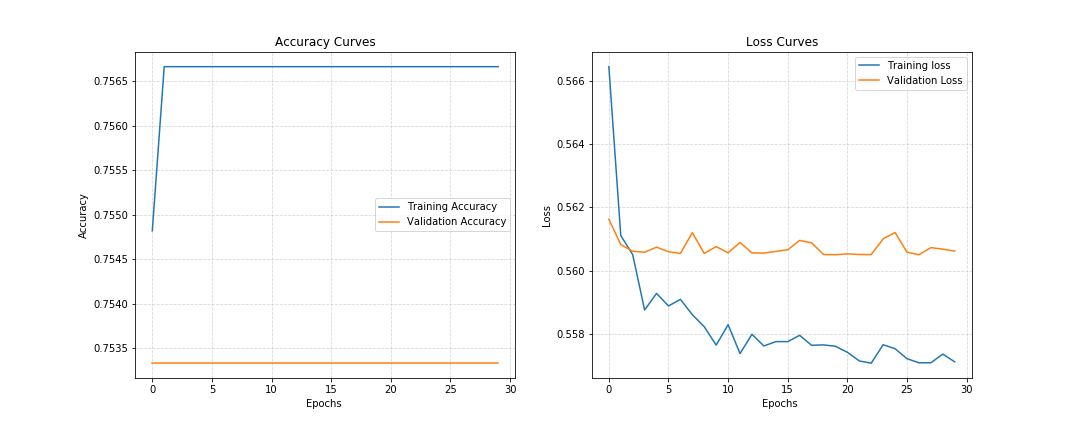 Accuracy Curves
Accuracy
0.7565
0.7560
0.7555
0.7550
0.7545
0.7540
0.7535
Training Accuracy
Validation Accuracy
0 5 10 15 20 25 30
Epochs
Loss Curves
Loss
0.566
0.564
0.562
0.560
0.558
Training loss
Validation Loss
0 5 10 15 20 25 30
Epochs